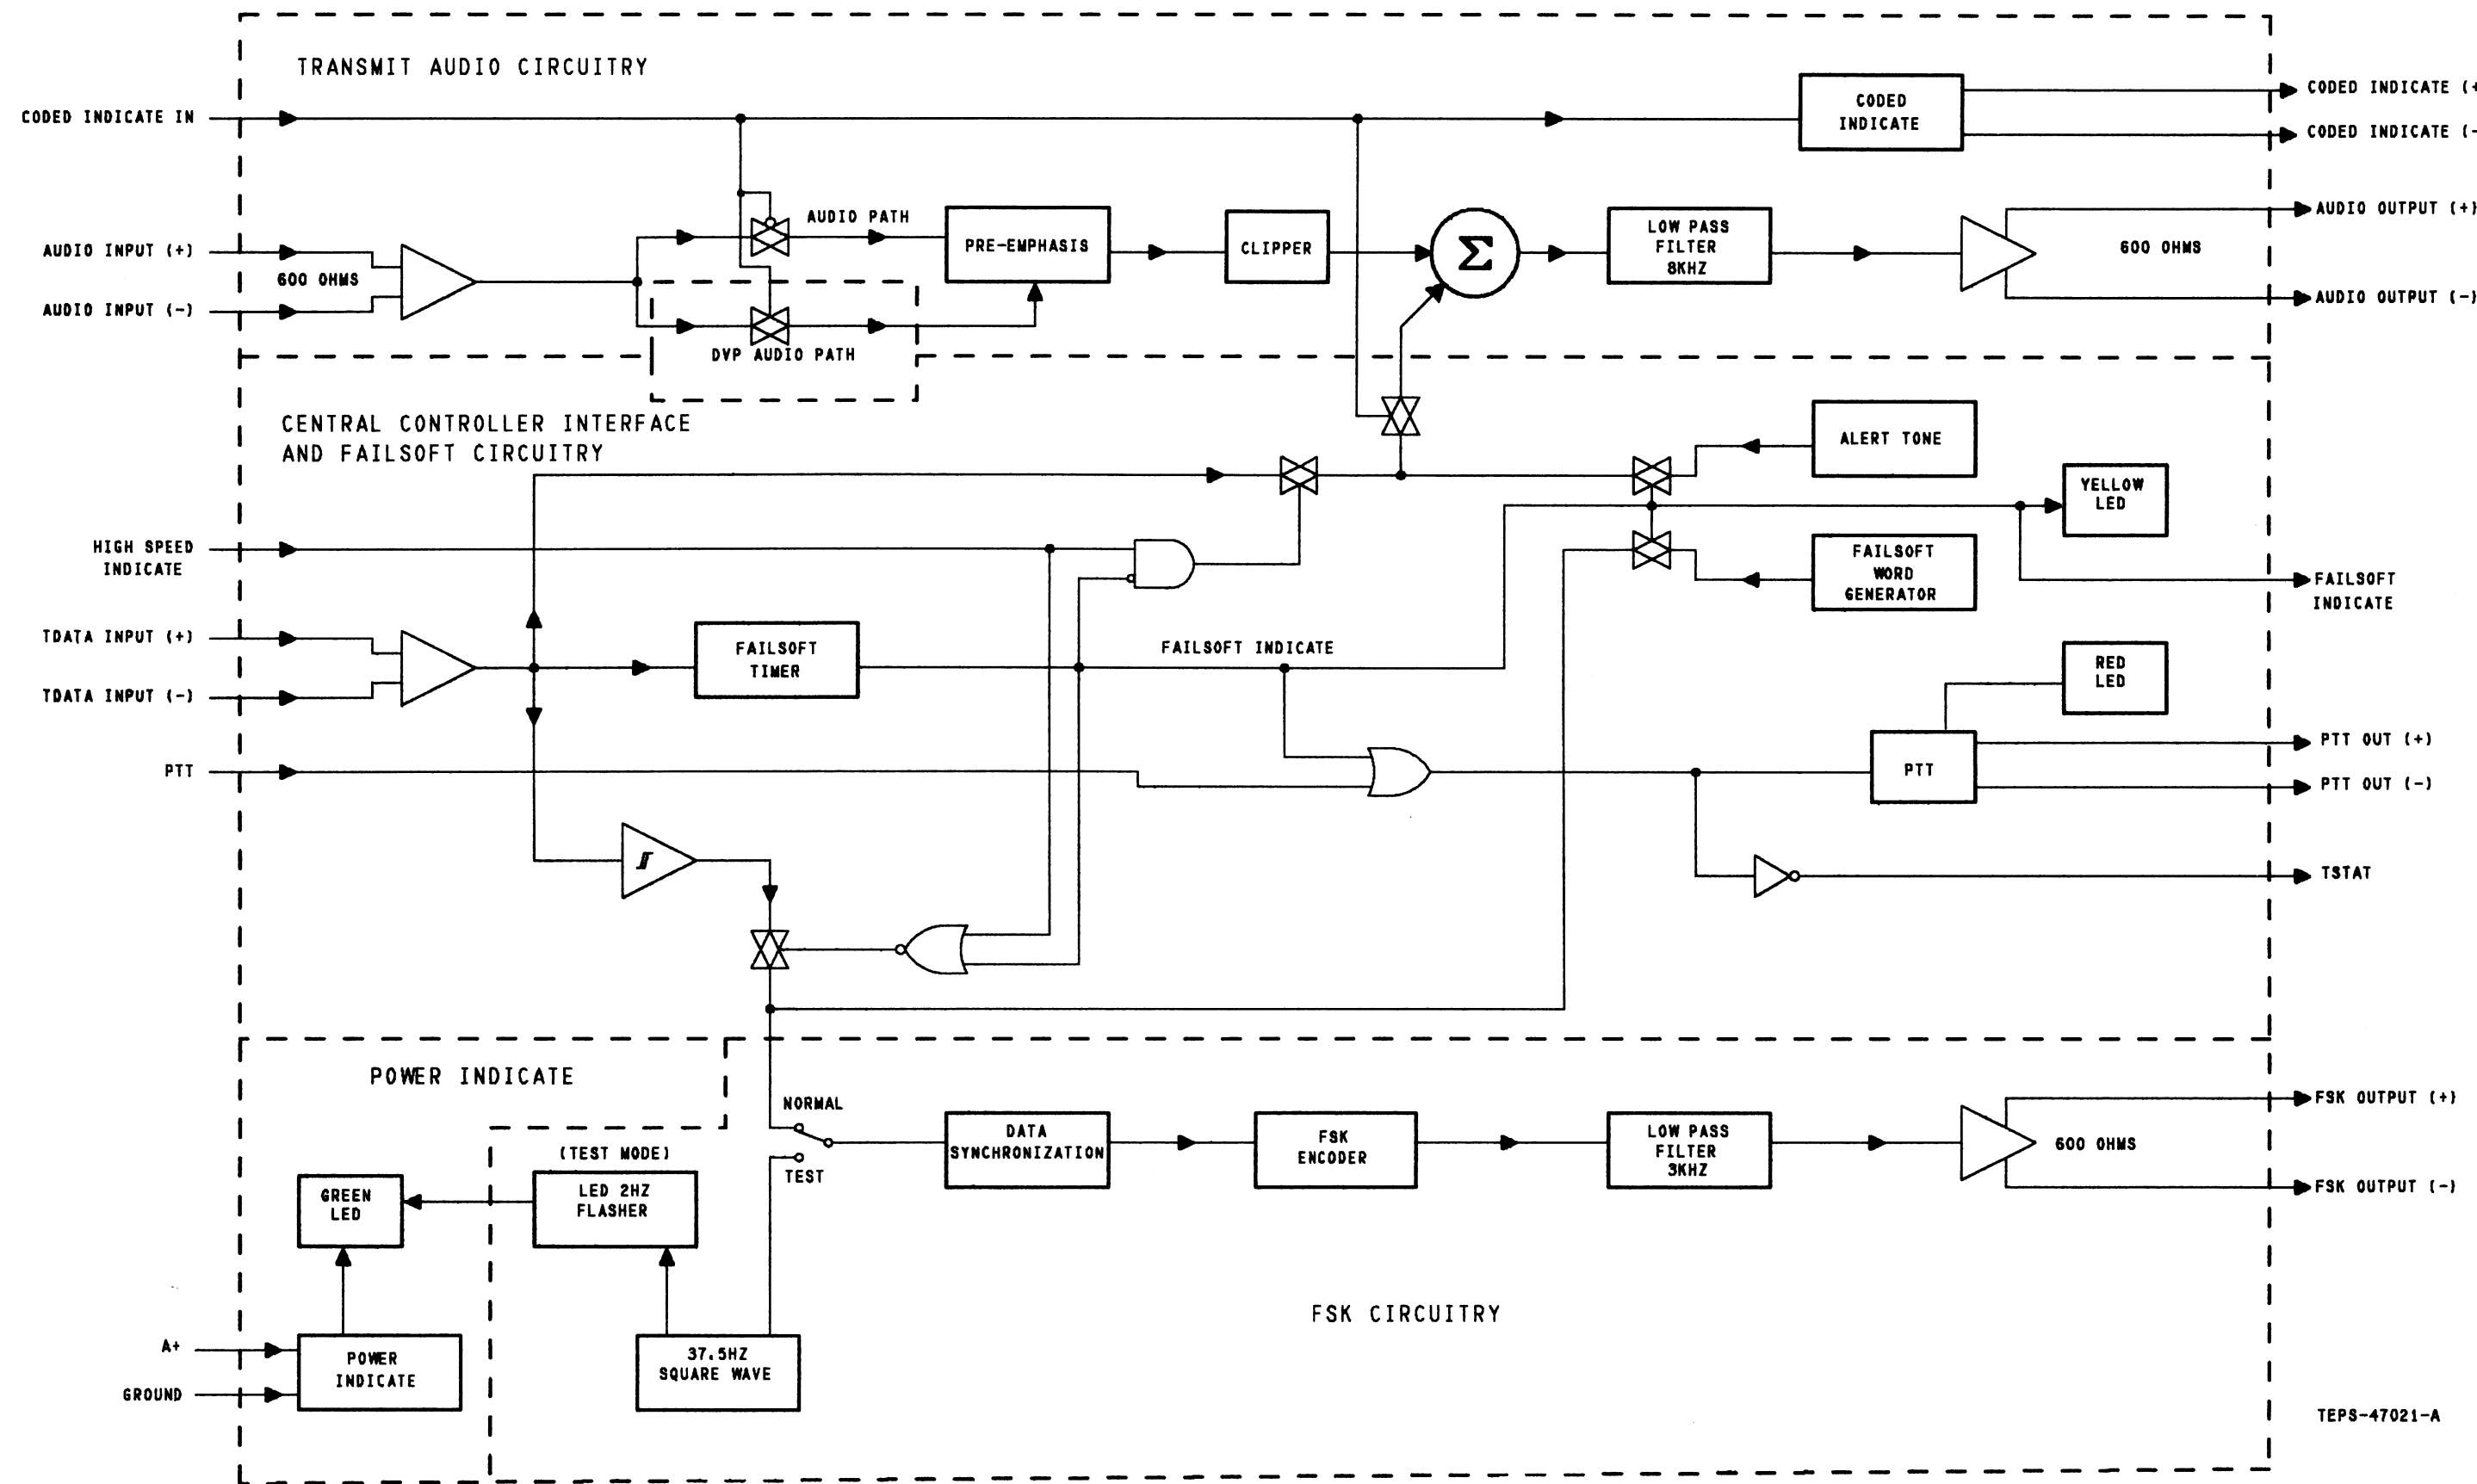 TRANSMIT AUDIO CIRCUITRY
CODED INDICATE IN
CODED
INDICATE
CODED INDICATE (+
CODED INDICATE (-
AUDIO INPUT (+)
600 OHMS
AUDIO INPUT (-)
AUDIO PATH
DVP AUDIO PATH
PRE-EMPHASIS
CLIPPER
Σ
LOW PASS
FILTER
8KHZ
AUDIO OUTPUT (+)
600 OHMS
AUDIO OUTPUT (-)
CENTRAL CONTROLLER INTERFACE
AND FAILSOFT CIRCUITRY
ALERT TONE
YELLOW
LED
HIGH SPEED
INDICATE
FAILSOFT
WORD
GENERATOR
FAILSOFT
INDICATE
TDATA INPUT (+)
TDATA INPUT (-)
FAILSOFT
TIMER
FAILSOFT INDICATE
RED
LED
PTT
PTT
PTT OUT (+)
PTT OUT (-)
TSTAT
POWER INDICATE
NORMAL
TEST
DATA
SYNCHRONIZATION
FSK
ENCODER
LOW PASS
FILTER
3KHZ
600 OHMS
FSK OUTPUT (+)
FSK OUTPUT (-)
(TEST MODE)
GREEN
LED
LED 2HZ
FLASHER
FSK CIRCUITRY
A+
GROUND
POWER
INDICATE
37.5HZ
SQUARE WAVE
TEPS-47021-A